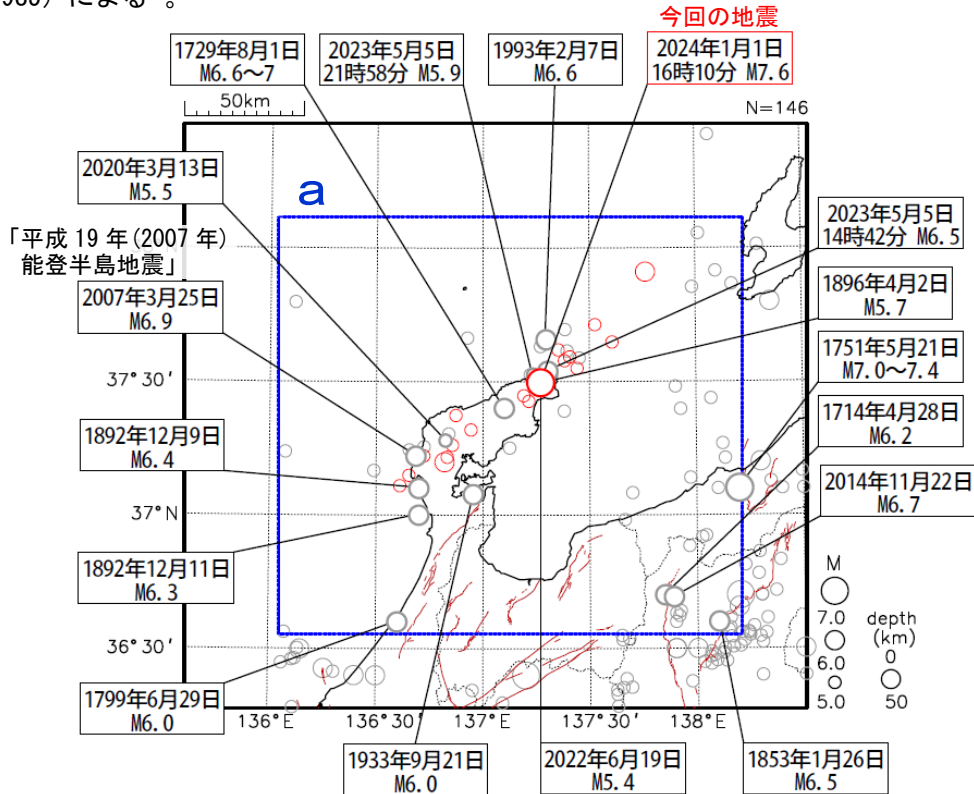 1980）による 。
今回の地震
1729年8月1日
M6.6～7
2023年5月5日
21時58分 M5.9
1993年2月7日
M6.6
2024年1月1日
16時10分 M7.6
50km
N=146
2020年3月13日
M5.5
a
「平成 19 年(2007 年)
能登半島地震」
2007年3月25日
M6.9
2023年5月5日
14時42分 M6.5
1896年4月2日
M5.7
1751年5月21日
M7.0～7.4
37°30′
1892年12月9日
M6.4
1714年4月28日
M6.2
37°N
2014年11月22日
M6.7
1892年12月11日
M6.3
M
7.0
6.0
5.0
depth
(km)
0
50
36°30′
1799年6月29日
M6.0
136°E
136°30′
137°E
137°30′
138°E
1933年9月21日
M6.0
2022年6月19日
M5.4
1853年1月26日
M6.5